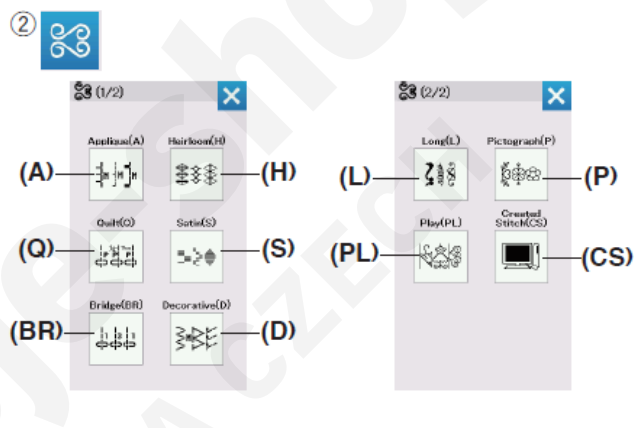 ②
(1/2)
Applique(A)
Heirloom(H)
(A)
(H)
Quilt(Q)
Satin(S)
(Q)
(S)
Bridge(BR)
Decorative(D)
(BR)
(D)
(2/2)
Long(L)
Pictograph(P)
(L)
(P)
Play(PL)
Created
Stitch(CS)
(PL)
(CS)